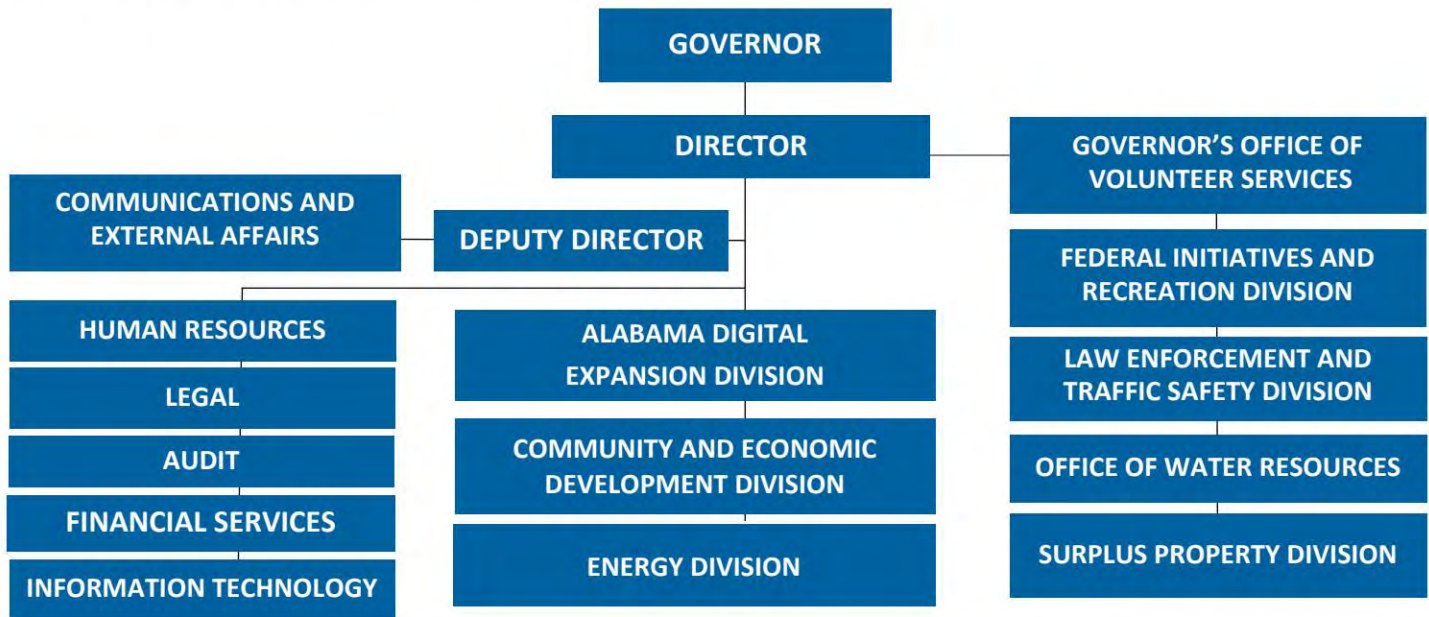 GOVERNOR
DIRECTOR
GOVERNOR’S OFFICE OF
VOLUNTEER SERVICES
COMMUNICATIONS AND
EXTERNAL AFFAIRS
DEPUTY DIRECTOR
FEDERAL INITIATIVES AND
RECREATION DIVISION
HUMAN RESOURCES
LEGAL
AUDIT
FINANCIAL SERVICES
INFORMATION TECHNOLOGY
ALABAMA DIGITAL
EXPANSION DIVISION
COMMUNITY AND ECONOMIC
DEVELOPMENT DIVISION
ENERGY DIVISION
LAW ENFORCEMENT AND
TRAFFIC SAFETY DIVISION
OFFICE OF WATER RESOURCES
SURPLUS PROPERTY DIVISION